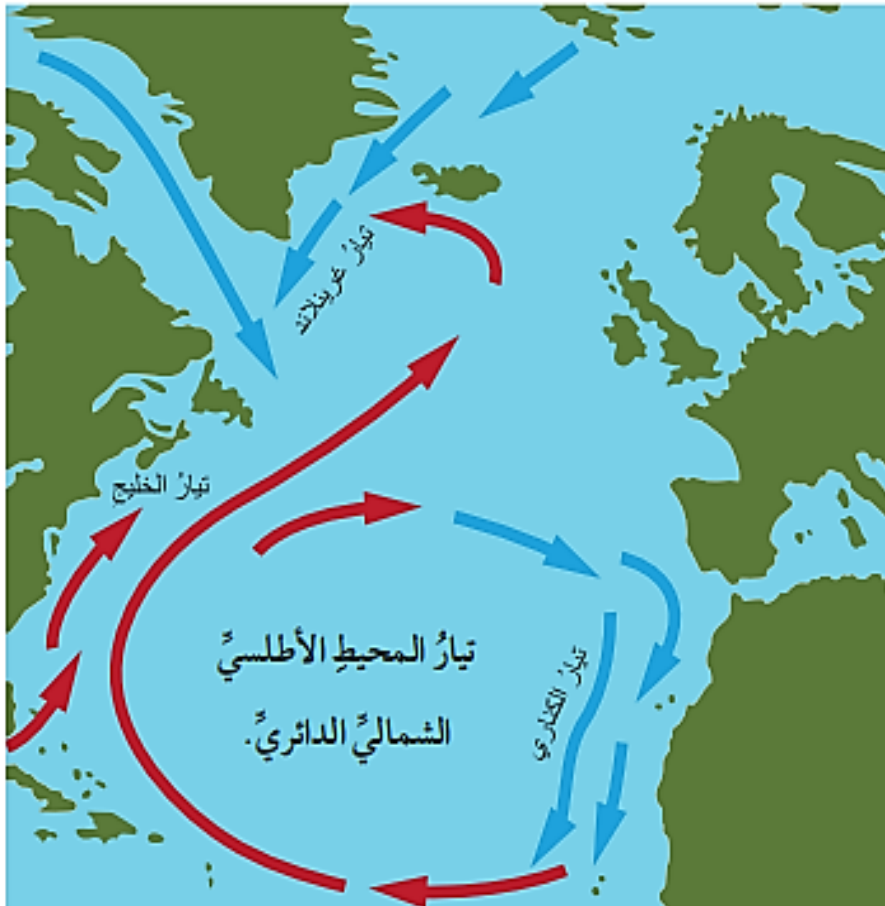 تيارُ غرينلاند
تيارُ الخليجِ
تيارُ المحيطِ الأطلسيِّ
الشماليِّ الدائريِّ.
تيارُ الكناري